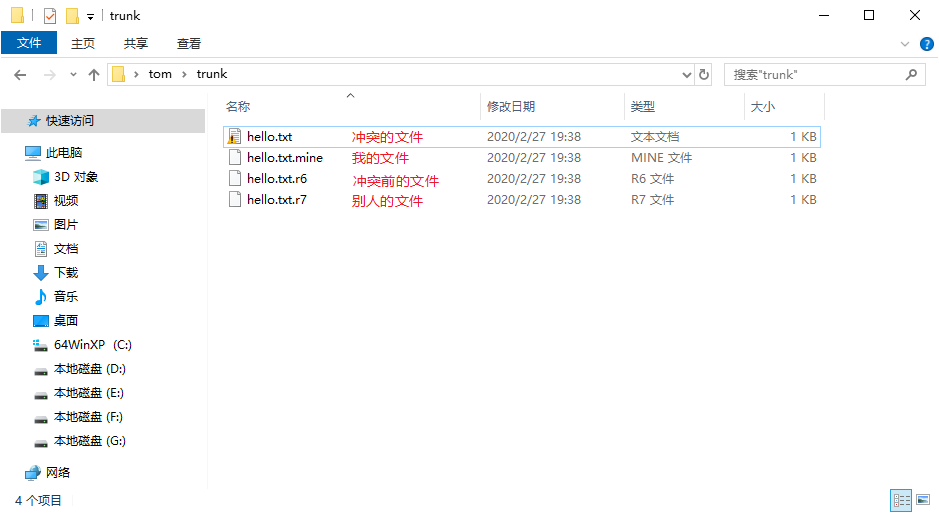 trunk
文件 主页 共享 查看
tom trunk 搜索"trunk"
名称 修改日期 类型 大小
快速访问
此电脑
3D 对象
视频
图片
文档
下载
音乐
桌面
64WinXP (C:)
本地磁盘 (D:)
本地磁盘 (E:)
本地磁盘 (F:)
本地磁盘 (G:)
网络
hello.txt 冲突的文件 2020/2/27 19:38 文本文档 1 KB
hello.txt.mine 我的文件 2020/2/27 19:38 MINE 文件 1 KB
hello.txt.r6 冲突前的文件 2020/2/27 19:38 R6 文件 1 KB
hello.txt.r7 别人的文件 2020/2/27 19:38 R7 文件 1 KB
4 个项目